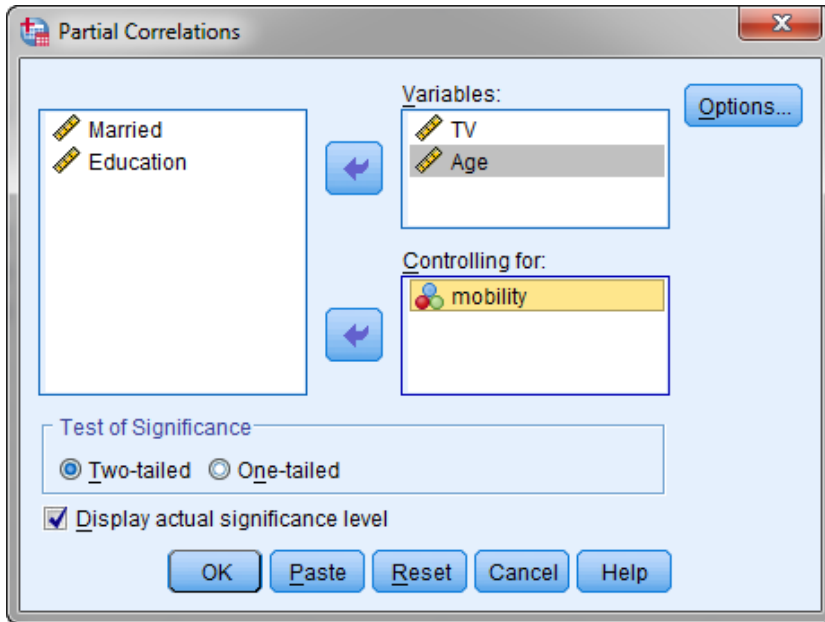 Partial Correlations
Married
Education
Variables:
TV
Age
Options...
Controlling for:
mobility
Test of Significance
Two-tailed One-tailed
Display actual significance level
OK Paste Reset Cancel Help